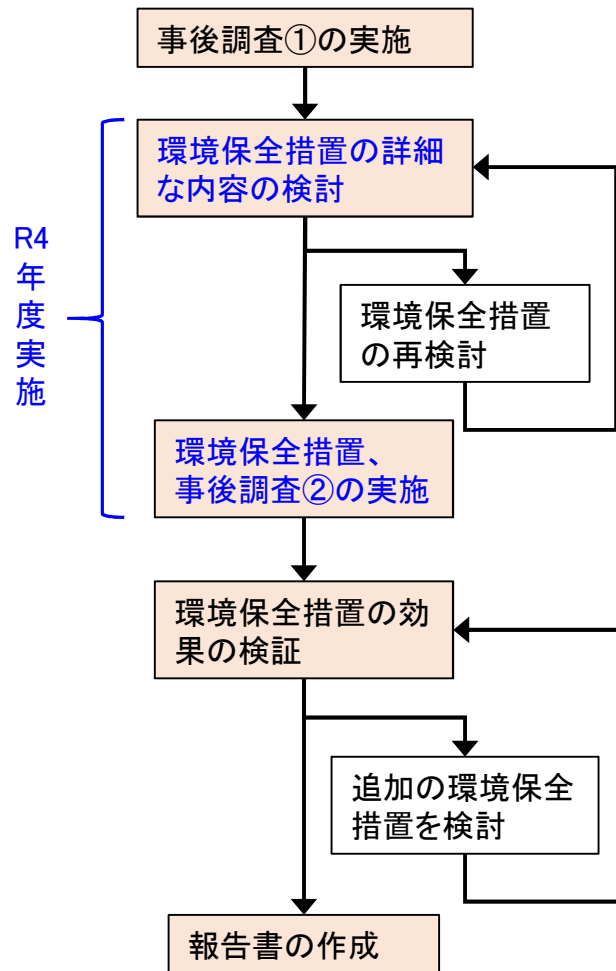 事後調査①の実施
環境保全措置の詳細
な内容の検討
R4
年
度
実
施
環境保全措置
の再検討
環境保全措置、
事後調査②の実施
環境保全措置の効
果の検証
追加の環境保全
措置を検討
報告書の作成